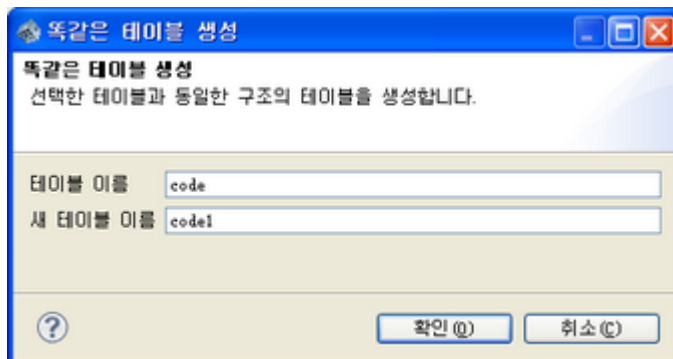 똑같은 테이블 생성
똑같은 테이블 생성
선택한 테이블과 동일한 구조의 테이블을 생성합니다.
테이블 이름 code
새 테이블 이름 code1
?
확인(O) 취소(C)